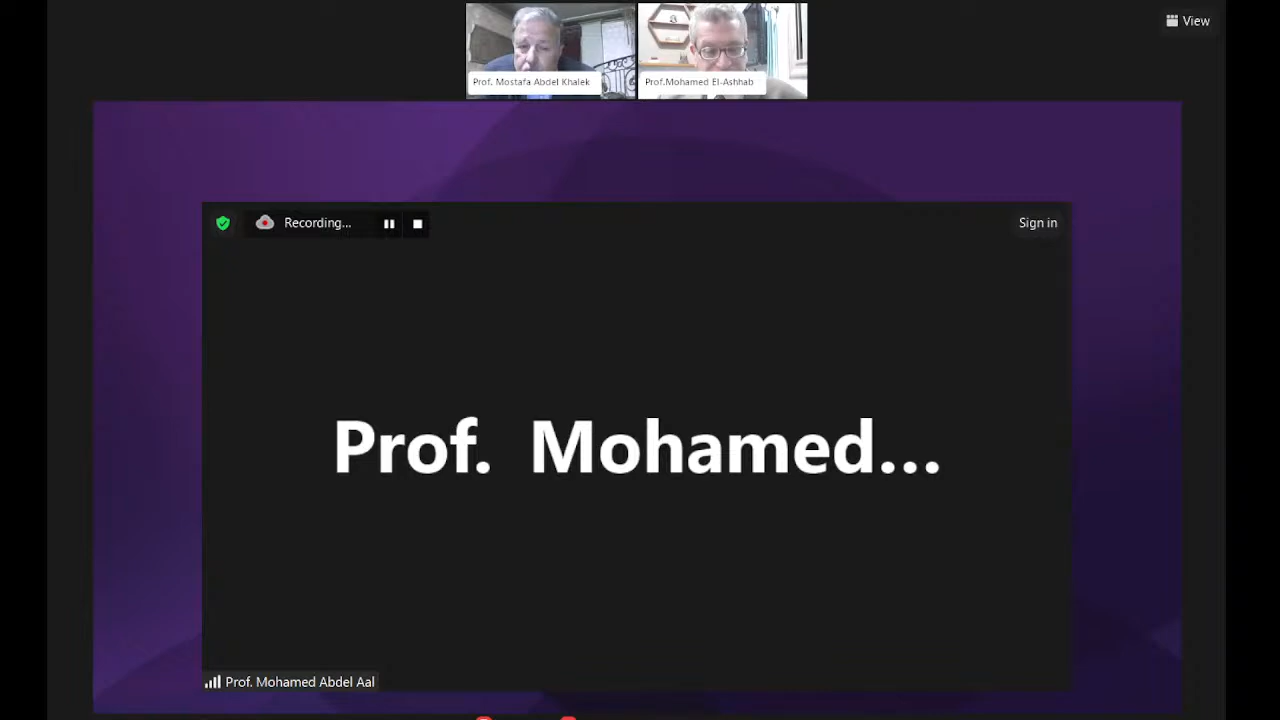 View
Prof. Mostafa Abdel Khalek
Prof.Mohamed El-Ashhab
Recording...
Sign in
Prof. Mohamed...
Prof. Mohamed Abdel Aal